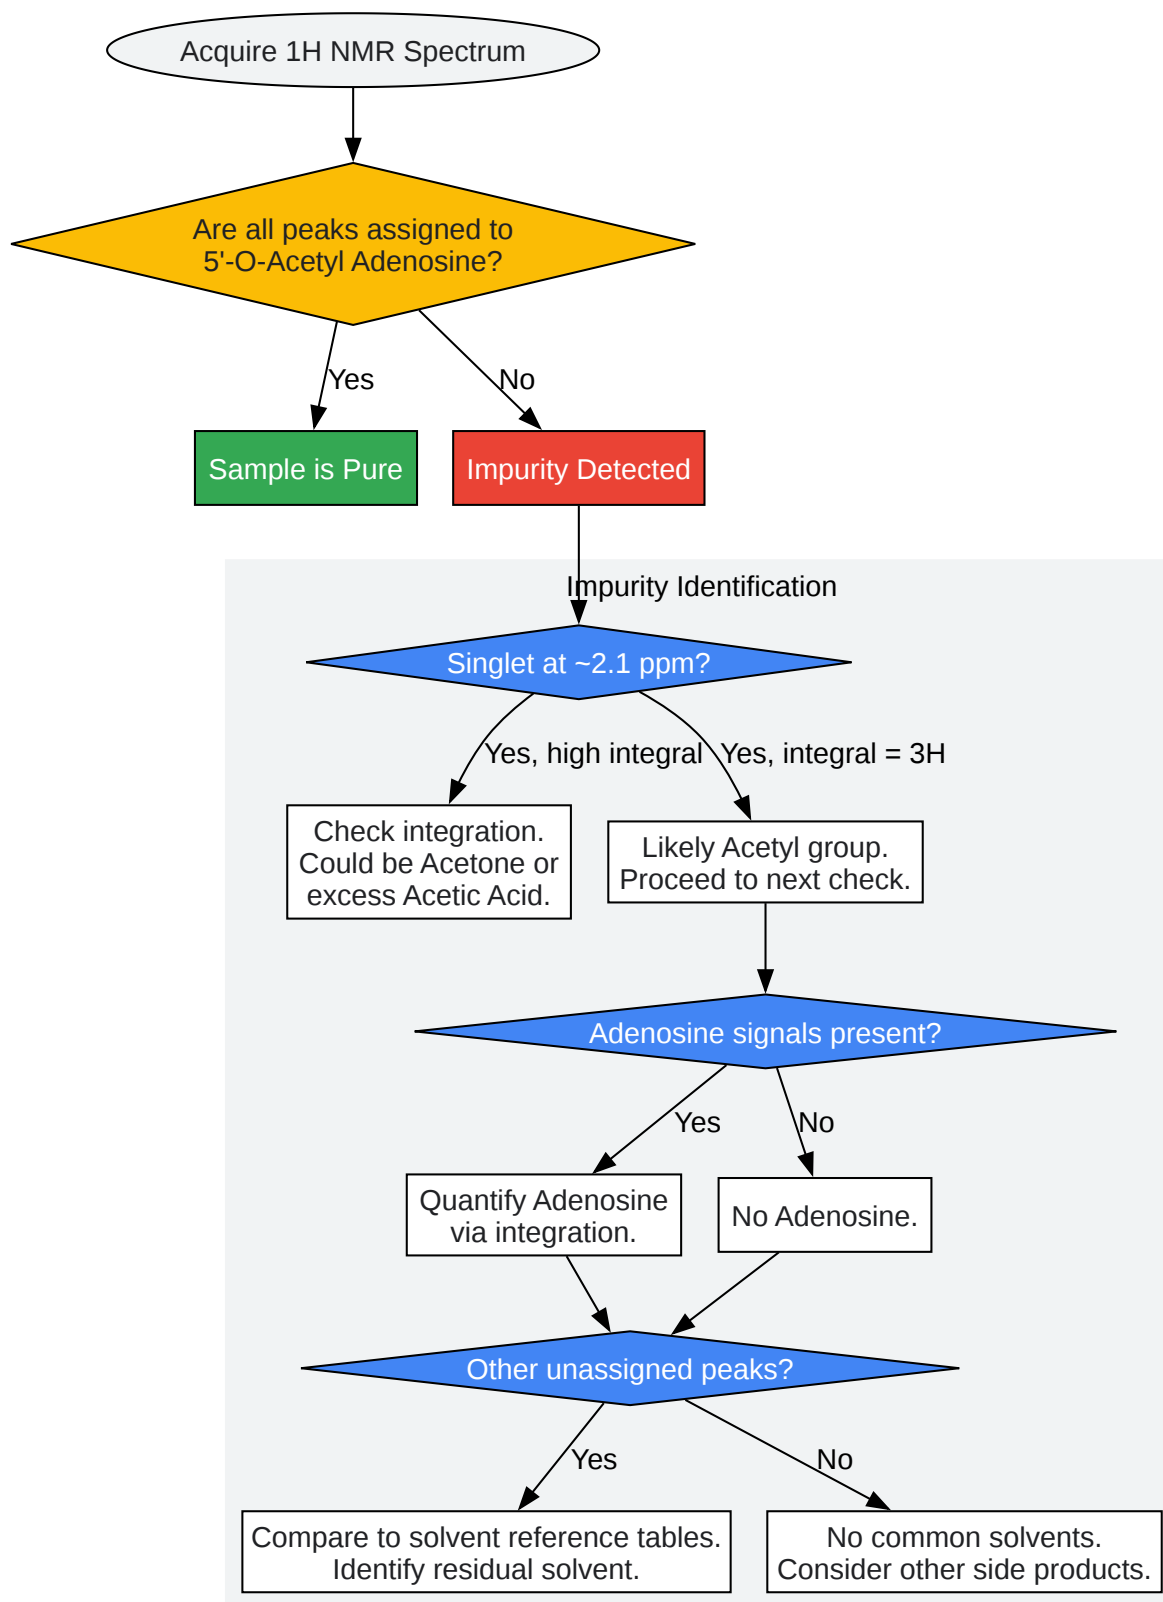 Acquire 1H NMR Spectrum
Are all peaks assigned to
5'-O-Acetyl Adenosine?
Yes
No
Sample is Pure
Impurity Detected
Impurity Identification
Singlet at ~2.1 ppm?
Yes, high integral
Yes, integral = 3H
Check integration.
Could be Acetone or
excess Acetic Acid.
Likely Acetyl group.
Proceed to next check.
Adenosine signals present?
Yes
No
Quantify Adenosine
via integration.
No Adenosine.
Other unassigned peaks?
Yes
No
Compare to solvent reference tables.
Identify residual solvent.
No common solvents.
Consider other side products.